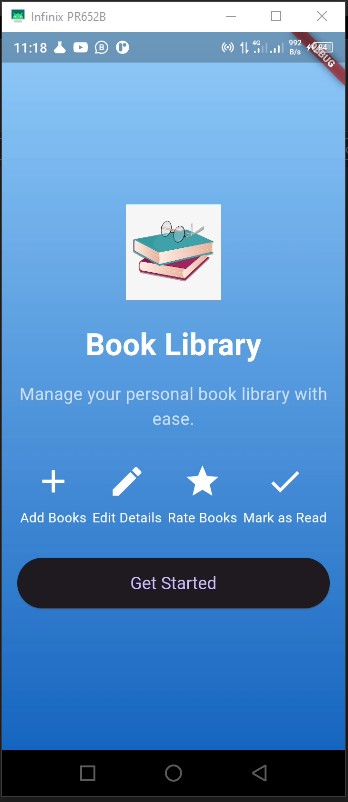 Infinix PR652B
11:18
4G
992
B/s
84
DEBUG
Book Library
Manage your personal book library with
ease.
Add Books Edit Details Rate Books Mark as Read
Get Started